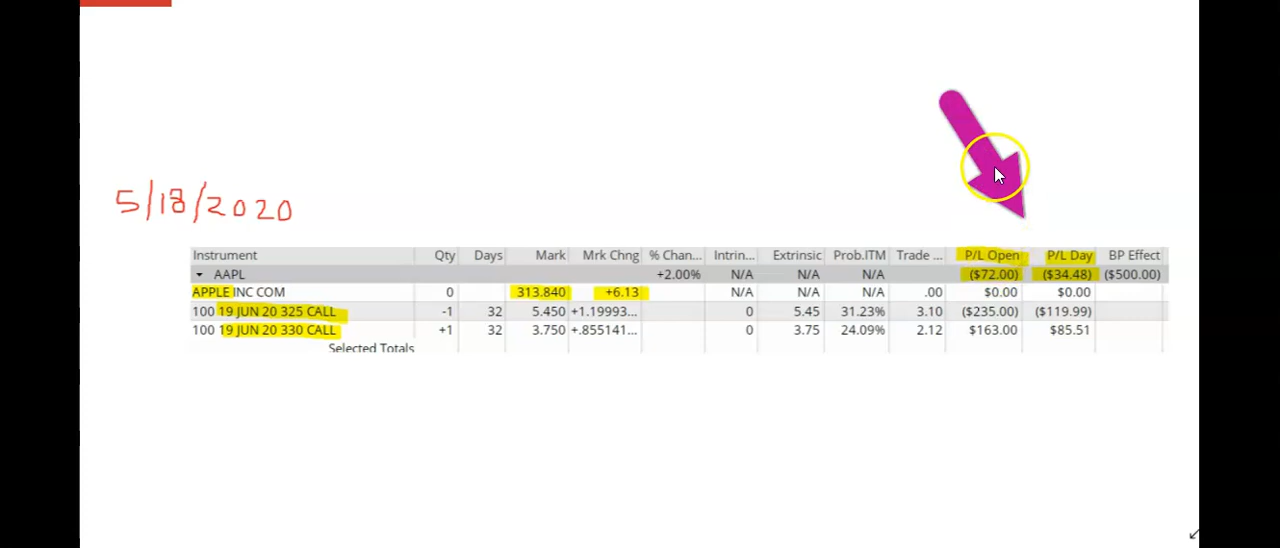 5/18/2020
Instrument Qty Days Mark Mrk Chng % Chan... Intrin... Extrinsic Prob.ITM Trade ... P/L Open P/L Day BP Effect
AAPL +2.00% N/A N/A N/A ($72.00) ($34.48) ($500.00)
APPLE INC COM 0 313.840 +6.13 N/A N/A N/A .00 $0.00 $0.00
100 19 JUN 20 325 CALL -1 32 5.450 +1.19993... 0 5.45 31.23% 3.10 ($235.00) ($119.99)
100 19 JUN 20 330 CALL +1 32 3.750 +.855141... 0 3.75 24.09% 2.12 $163.00 $85.51
Selected Totals